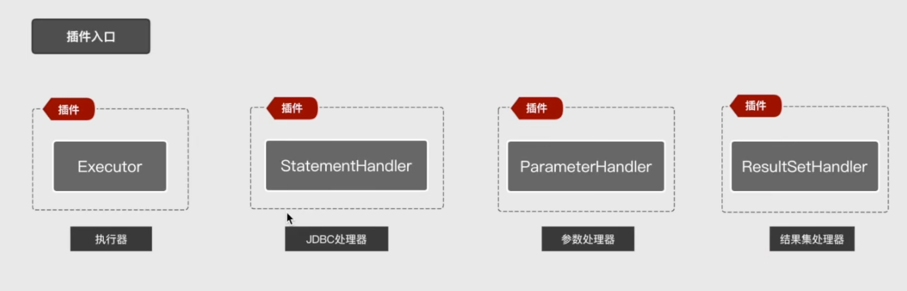 插件入口
插件 插件 插件 插件
Executor StatementHandler ParameterHandler ResultSetHandler
执行器 JDBC处理器 参数处理器 结果集处理器